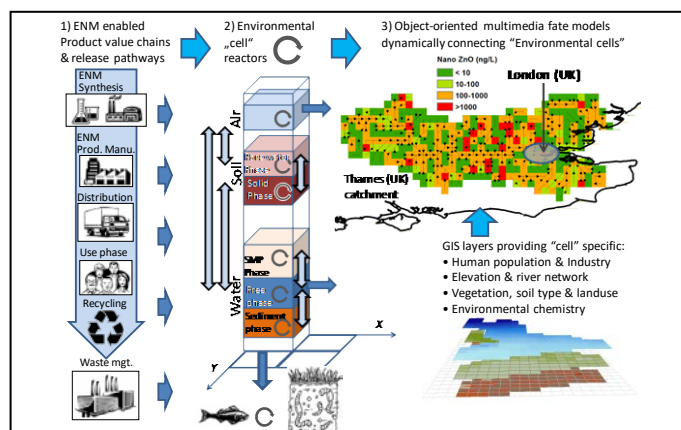 1) ENM enabled
Product value chains
& release pathways
2) Environmental
„cell“
reactors
3) Object-oriented multimedia fate models
dynamically connecting “Environmental cells”
ENM
Synthesis
ENM
Prod. Manu.
Distribution
Use phase
Recycling
Waste mgt.
Air
Soil
Phase
Solid
Phase
Water
SMP
Phase
Free phase
Sediment
phase
X
Y
Nano ZnO (ng/L)
< 10
10-100
100-1000
>1000
London (UK)
Thames (UK)
catchment
GIS layers providing “cell” specific:
• Human population & Industry
• Elevation & river network
• Vegetation, soil type & landuse
• Environmental chemistry